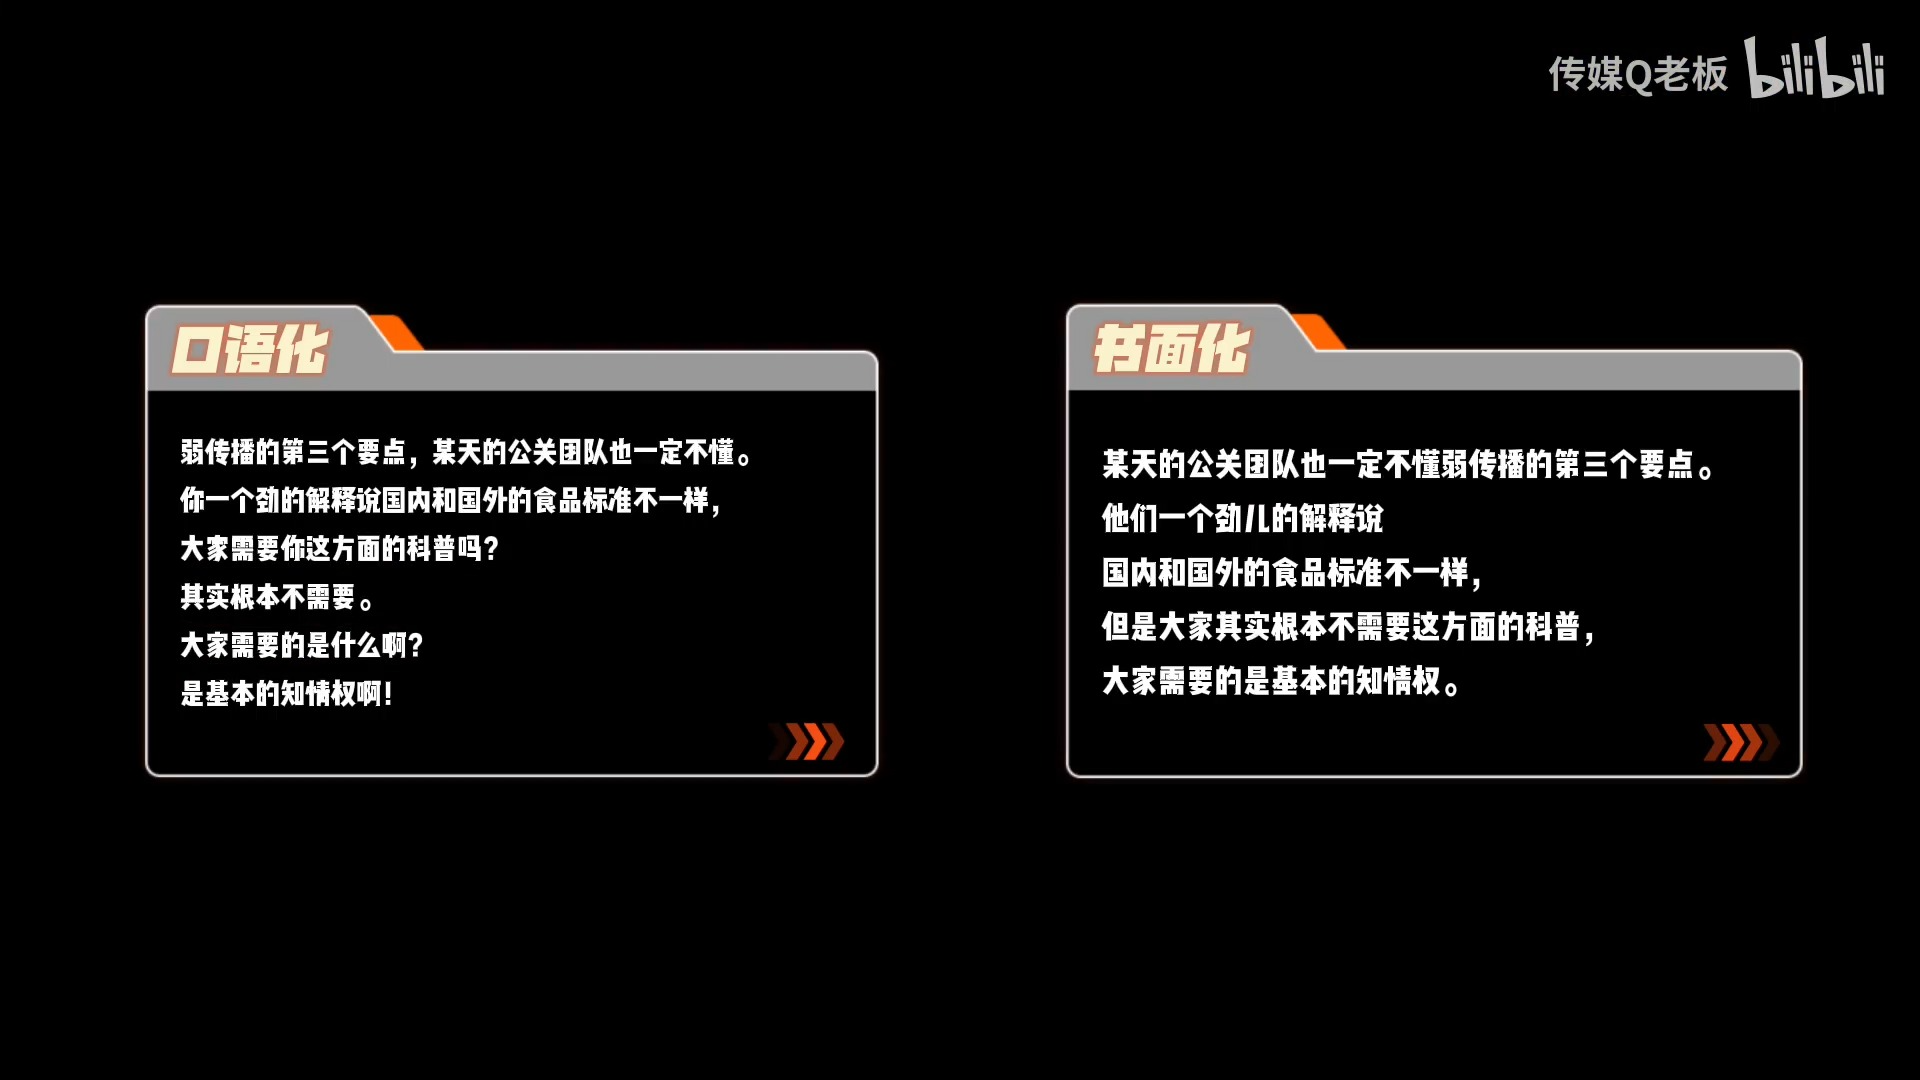 传媒Q老板 bilibili
口语化
弱传播的第三个要点，某天的公关团队也一定不懂。
你一个劲的解释说国内和国外的食品标准不一样，
大家需要你这方面的科普吗？
其实根本不需要。
大家需要的是什么啊？
是基本的知情权啊！
书面化
某天的公关团队也一定不懂弱传播的第三个要点。
他们一个劲儿的解释说
国内和国外的食品标准不一样，
但是大家其实根本不需要这方面的科普，
大家需要的是基本的知情权。